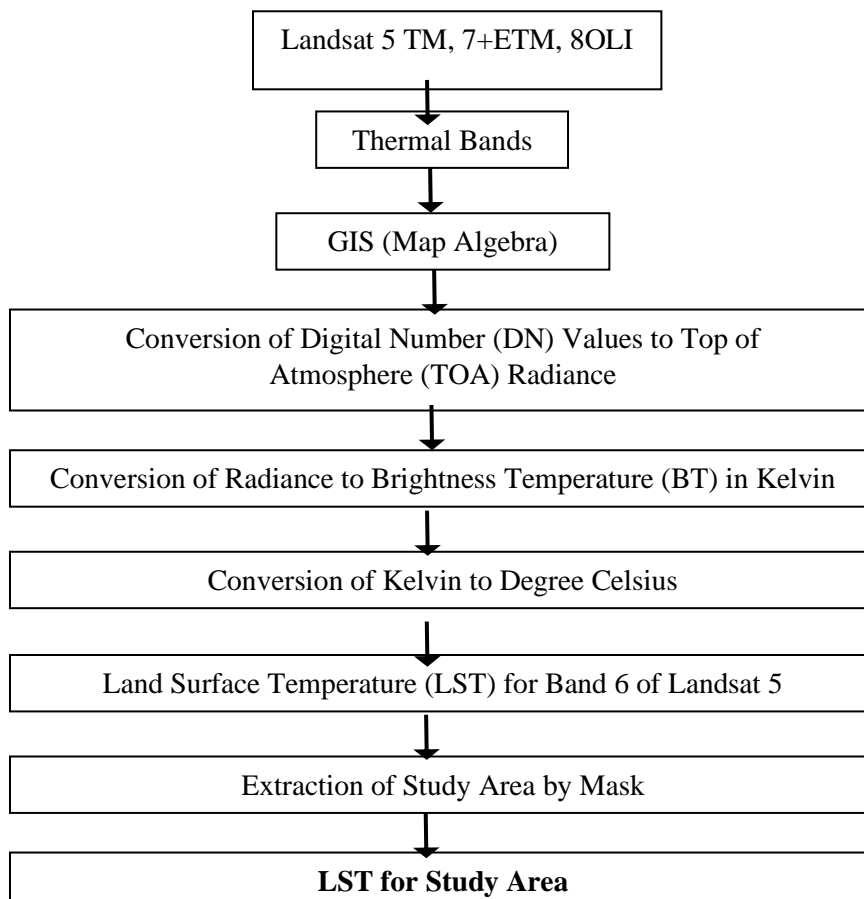 Landsat 5 TM, 7+ETM, 8OLI
Thermal Bands
GIS (Map Algebra)
Conversion of Digital Number (DN) Values to Top of
Atmosphere (TOA) Radiance
Conversion of Radiance to Brightness Temperature (BT) in Kelvin
Conversion of Kelvin to Degree Celsius
Land Surface Temperature (LST) for Band 6 of Landsat 5
Extraction of Study Area by Mask
LST for Study Area